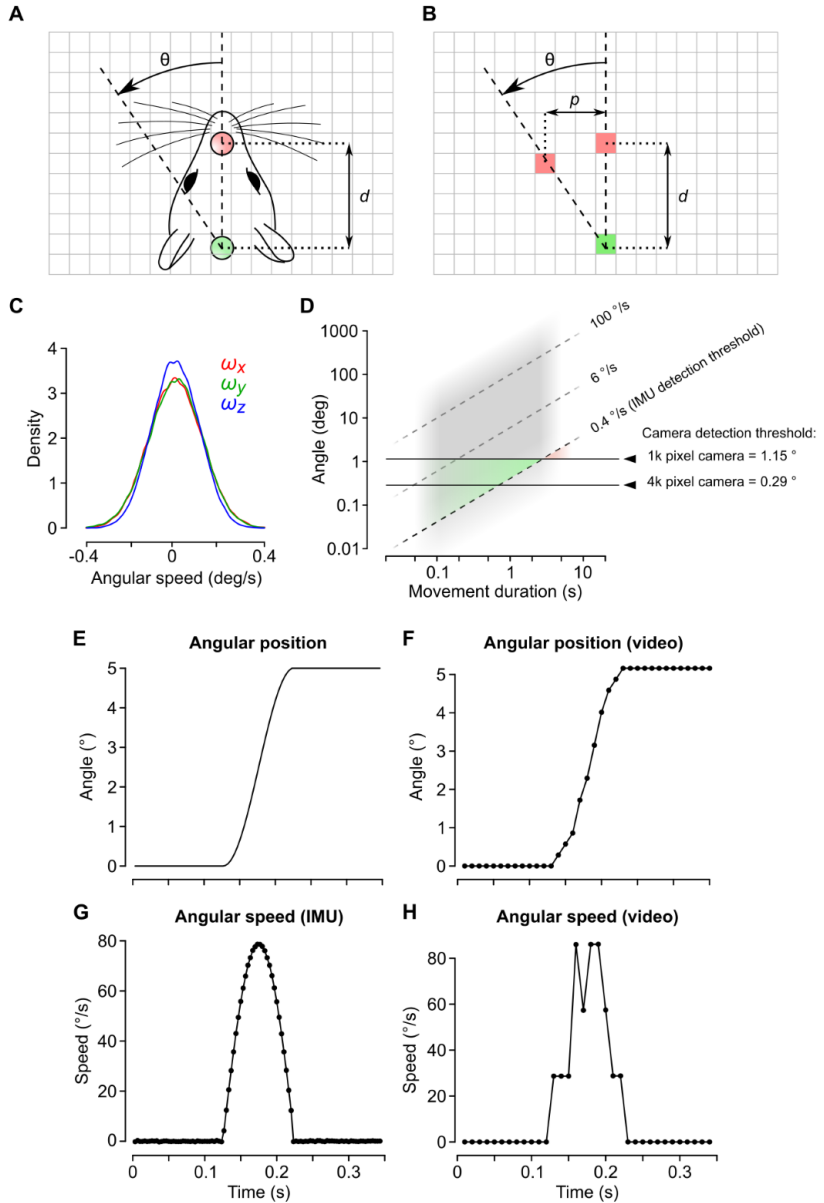 A
B
θ
θ
p
d
d
C
D
4
3
2
1
0
Density
ωx
ωy
ωz
-0.4
0
0.4
Angular speed (deg/s)
1000
100
10
1
0.1
0.01
Angle (deg)
100 °/s
6 °/s
0.4 °/s (IMU detection threshold)
Camera detection threshold:
1k pixel camera = 1.15 °
4k pixel camera = 0.29 °
0.1
1
10
Movement duration (s)
E
Angular position
5
4
3
2
1
0
Angle (°)
F
Angular position (video)
5
4
3
2
1
0
Angle (°)
G
Angular speed (IMU)
80
60
40
20
0
Speed (°/s)
0
0.1
0.2
0.3
Time (s)
H
Angular speed (video)
80
60
40
20
0
Speed (°/s)
0
0.1
0.2
0.3
Time (s)